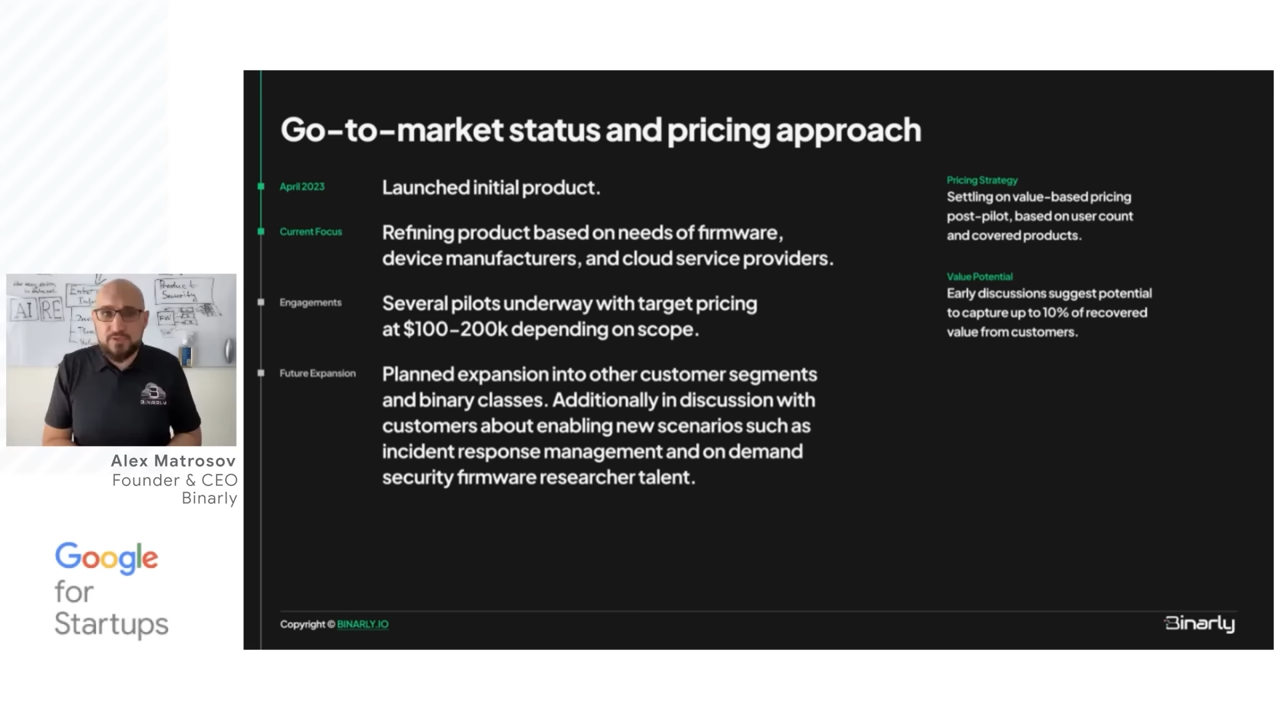 Go-to-market status and pricing approach
April 2023
Launched initial product.
Current Focus
Refining product based on needs of firmware,
device manufacturers, and cloud service providers.
Engagements
Several pilots underway with target pricing
at $100-200k depending on scope.
Future Expansion
Planned expansion into other customer segments
and binary classes. Additionally in discussion with
customers about enabling new scenarios such as
incident response management and on demand
security firmware researcher talent.
Pricing Strategy
Settling on value-based pricing
post-pilot, based on user count
and covered products.
Value Potential
Early discussions suggest potential
to capture up to 10% of recovered
value from customers.
Copyright © BINARLY.IO
Binarly
Product
Security
AI RE
FW
Alex Matrosov
Founder & CEO
Binarly
Google
for
Startups